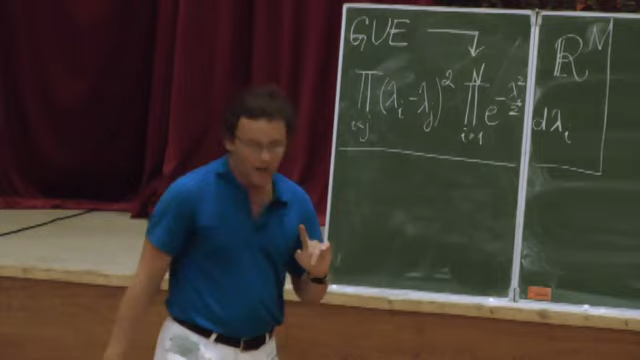 GUE → ℝ^N
∏_{i<j} (λ_i - λ_j)^2 ∏_{i=1}^{N} e^{-λ_i^2/2} dλ_i